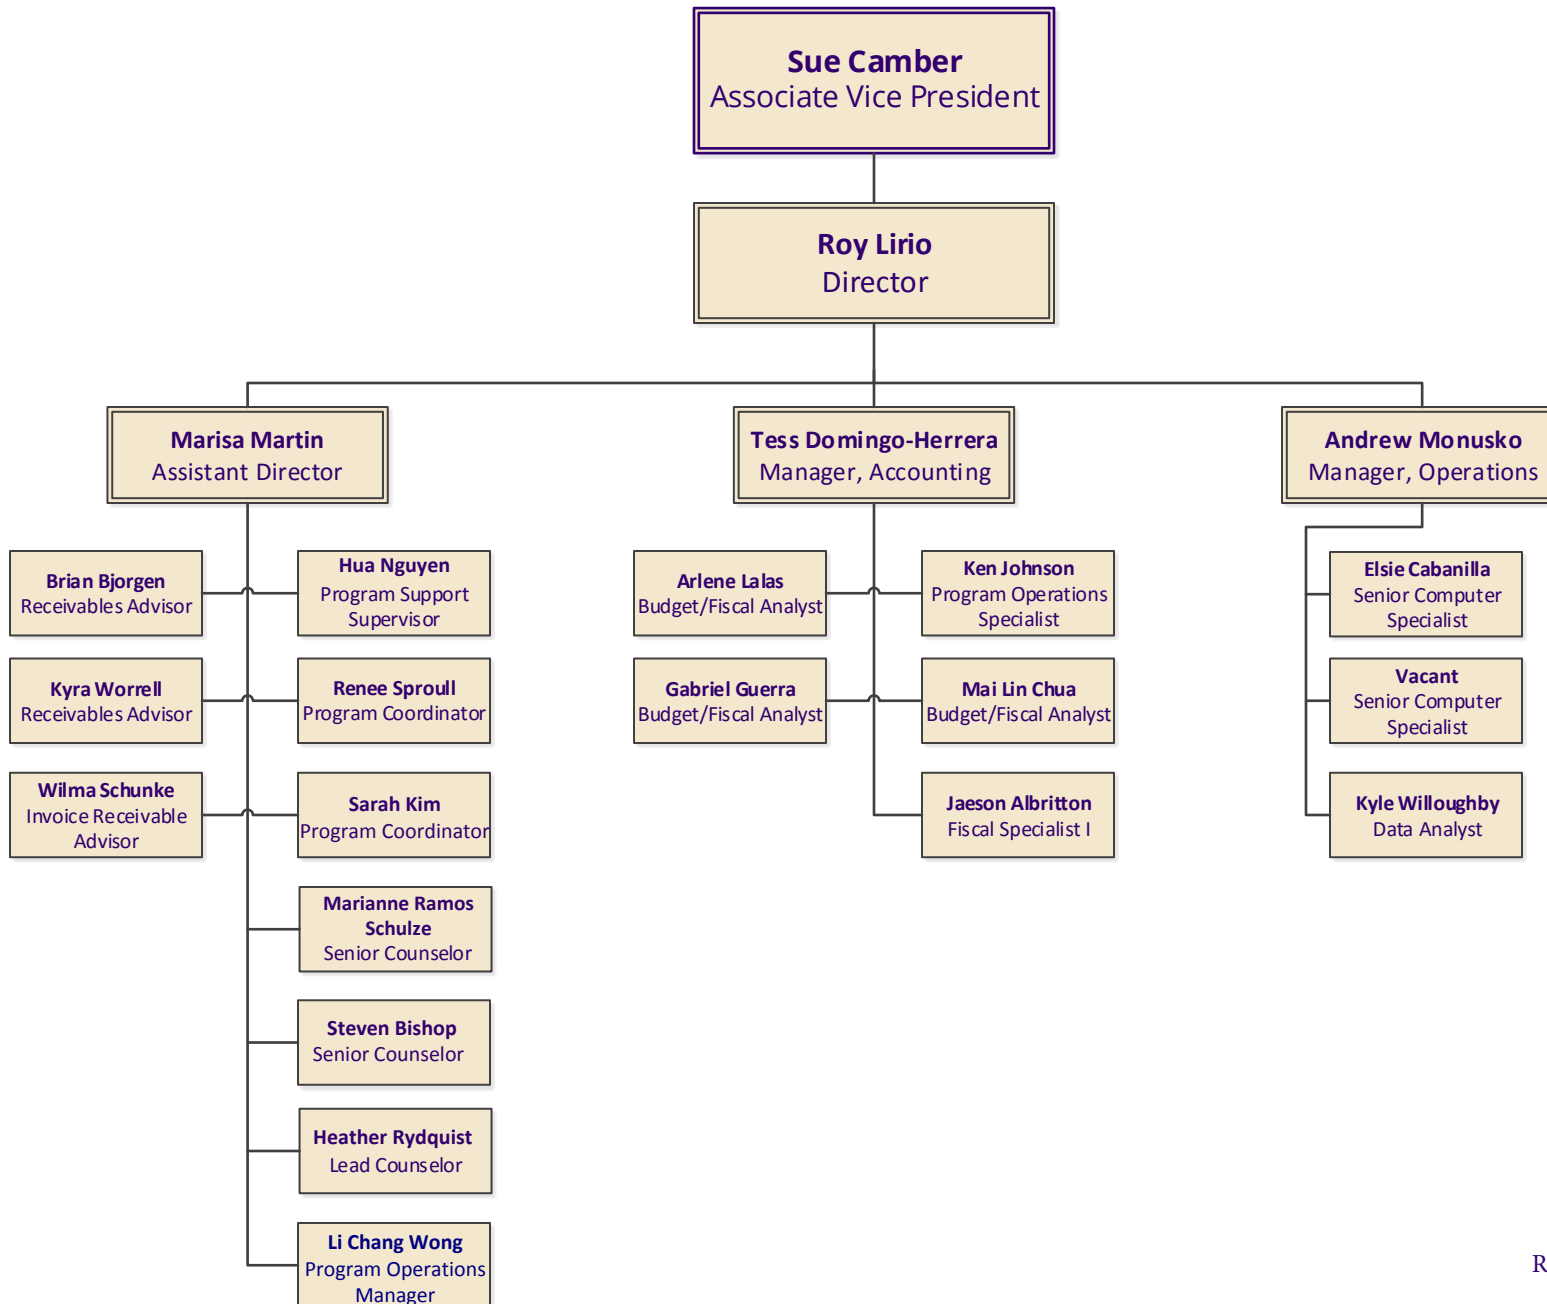 Sue Camber
Associate Vice President
Roy Lirio
Director
Marisa Martin
Assistant Director
Tess Domingo-Herrera
Manager, Accounting
Andrew Monusko
Manager, Operations
Brian Bjorgen
Receivables Advisor
Hua Nguyen
Program Support
Supervisor
Kyra Worrell
Receivables Advisor
Renee Sproull
Program Coordinator
Wilma Schunke
Invoice Receivable
Advisor
Sarah Kim
Program Coordinator
Marianne Ramos
Schulze
Senior Counselor
Steven Bishop
Senior Counselor
Heather Rydquist
Lead Counselor
Li Chang Wong
Program Operations
Manager
Arlene Lalas
Budget/Fiscal Analyst
Ken Johnson
Program Operations
Specialist
Gabriel Guerra
Budget/Fiscal Analyst
Mai Lin Chua
Budget/Fiscal Analyst
Jaeson Albritton
Fiscal Specialist I
Elsie Cabanilla
Senior Computer
Specialist
Vacant
Senior Computer
Specialist
Kyle Willoughby
Data Analyst
R